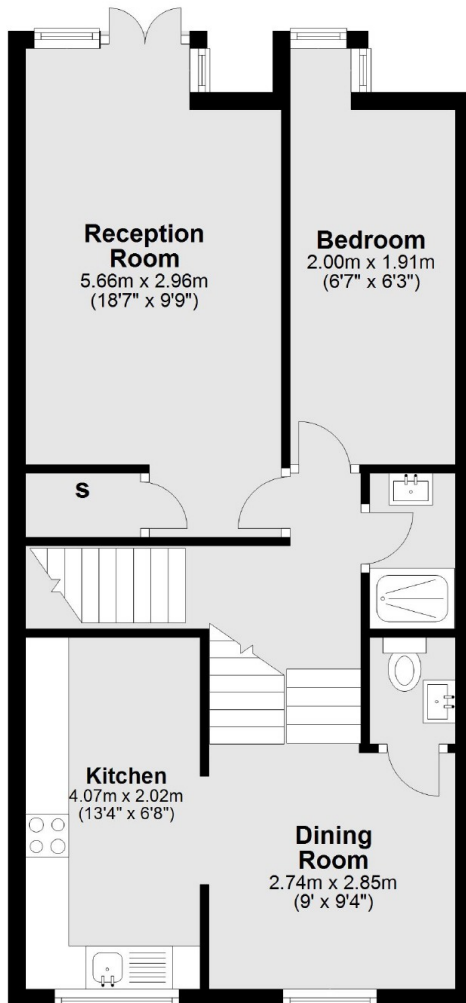 Reception
Room
5.66m x 2.96m
(18'7" x 9'9")
Bedroom
2.00m x 1.91m
(6'7" x 6'3")
S
Kitchen
4.07m x 2.02m
(13'4" x 6'8")
Dining
Room
2.74m x 2.85m
(9' x 9'4")